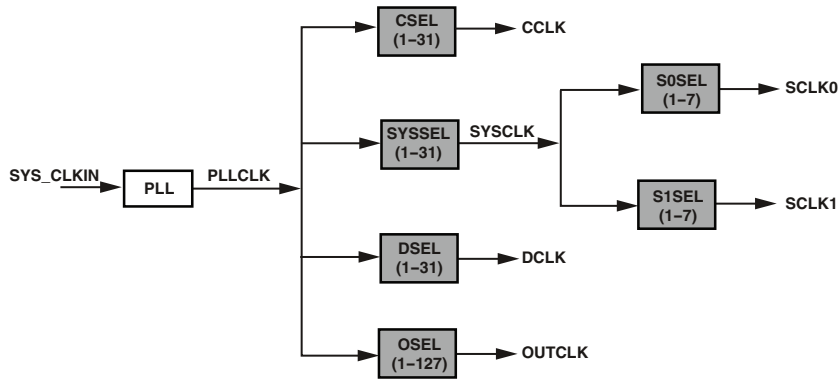 CSEL
(1–31)
CCLK
S0SEL
(1–7)
SCLK0
SYSSEL
(1–31)
SYSCLK
SYS_CLKIN
PLL
PLLCLK
S1SEL
(1–7)
SCLK1
DSEL
(1–31)
DCLK
OSEL
(1–127)
OUTCLK